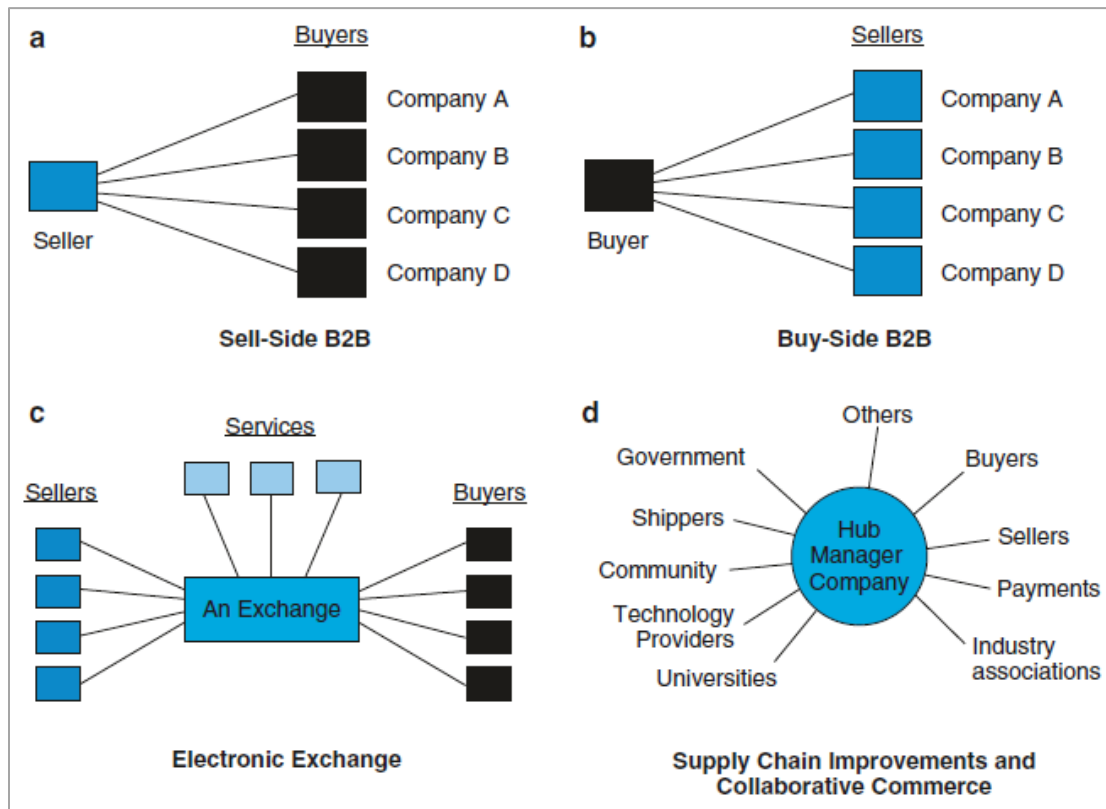 a
Buyers
Company A
Company B
Company C
Company D
Seller
Sell-Side B2B
b
Sellers
Company A
Company B
Company C
Company D
Buyer
Buy-Side B2B
c
Services
Sellers
Buyers
An Exchange
Electronic Exchange
d
Others
Government
Buyers
Shippers
Hub
Manager
Company
Sellers
Community
Payments
Technology
Providers
Industry
associations
Universities
Supply Chain Improvements and
Collaborative Commerce